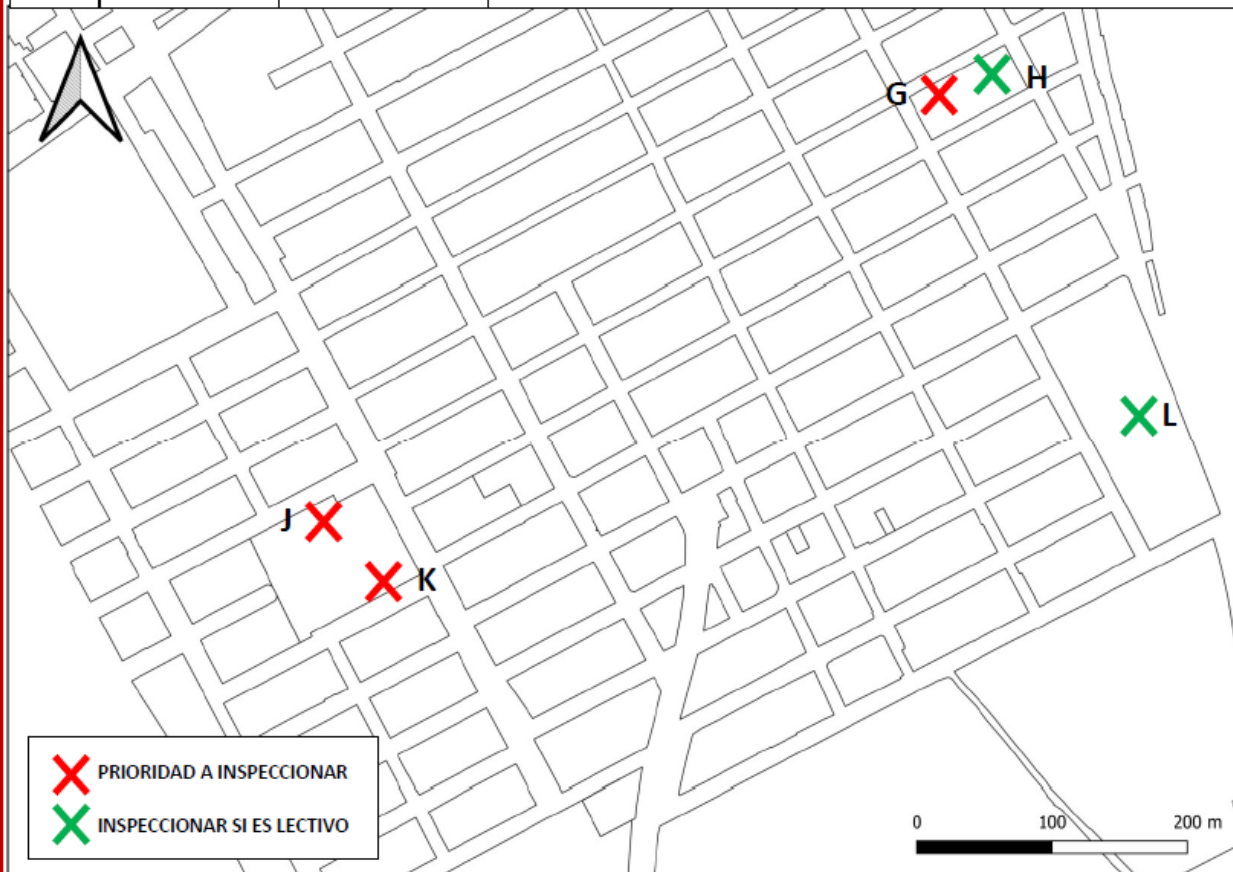 G
H
L
J
K
PRIORIDAD A INSPECCIONAR
INSPECCIONAR SI ES LECTIVO
0 100 200 m